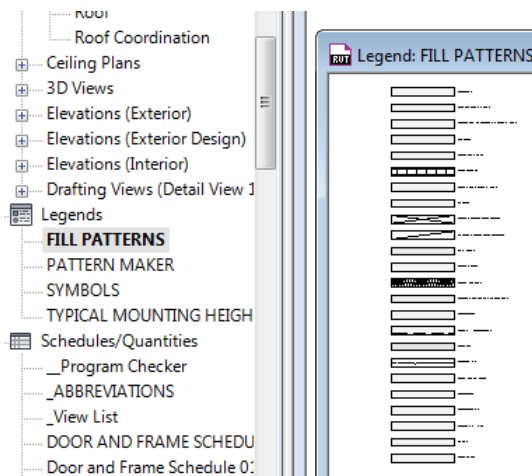 Roof
Roof Coordination
Ceiling Plans
3D Views
Elevations (Exterior)
Elevations (Exterior Design)
Elevations (Interior)
Drafting Views (Detail View 1
Legends
FILL PATTERNS
PATTERN MAKER
SYMBOLS
TYPICAL MOUNTING HEIGH
Schedules/Quantities
__Program Checker
_ABBREVIATIONS
_View List
DOOR AND FRAME SCHEDU
Door and Frame Schedule 01
RVT
Legend: FILL PATTERNS